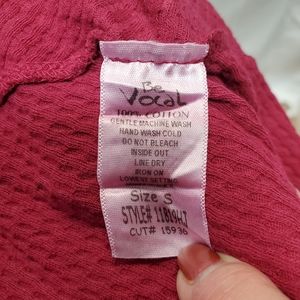 Be
Vocal
100% COTTON
GENTLE MACHINE WASH
HAND WASH COLD
DO NOT BLEACH
INSIDE OUT
LINE DRY
IRON ON
LOWEST SETTING
Size S
STYLE#
CUT# 15936